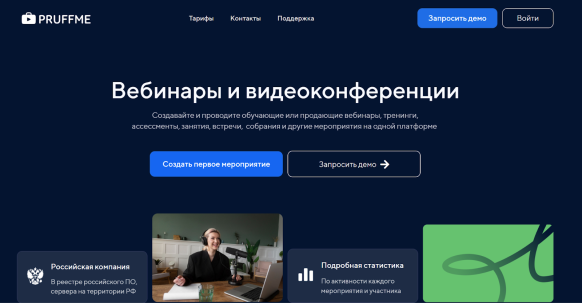 PRUFFME
Тарифы
Контакты
Поддержка
Запросить демо
Войти
Вебинары и видеоконференции
Создавайте и проводите обучающие или продающие вебинары, тренинги,
ассессменты, занятия, встречи, собрания и другие мероприятия на одной платформе
Создать первое мероприятие
Запросить демо
Российская компания
В реестре российского ПО,
сервера на территории РФ
Подробная статистика
По активности каждого
мероприятия и участника